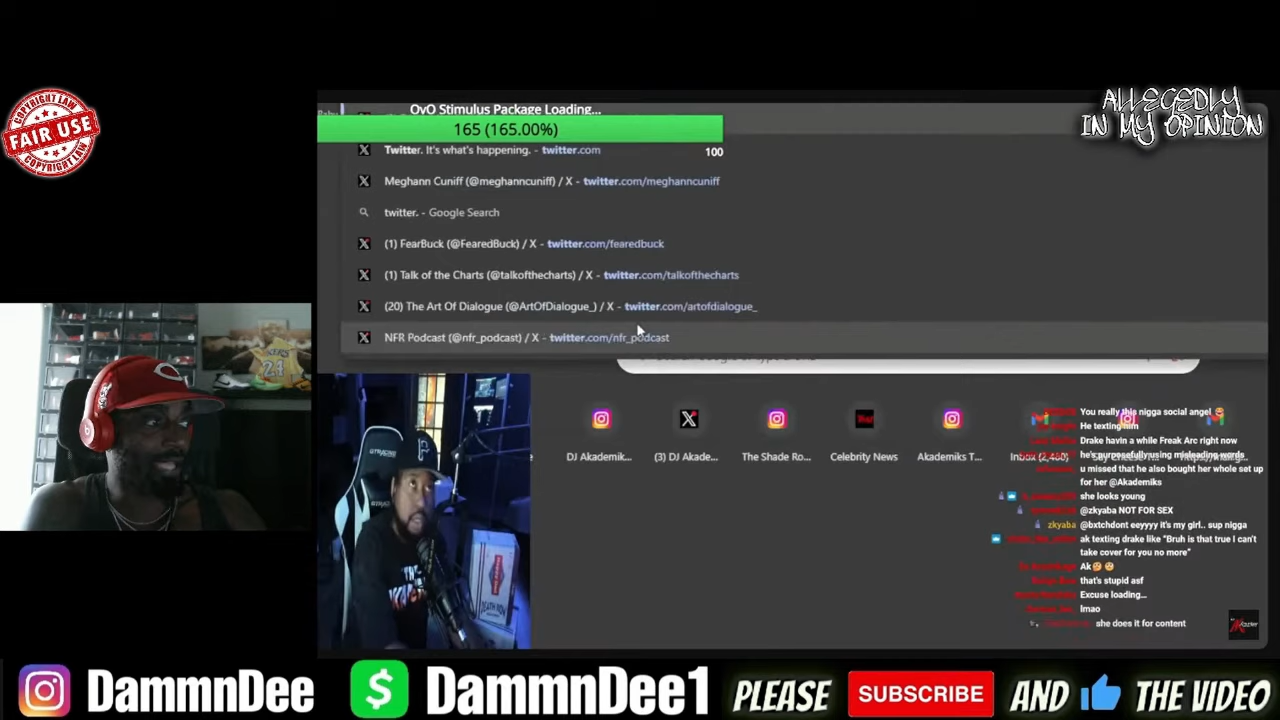 COPYRIGHT LAW
FAIR USE
COPYRIGHT LAW
ALLEGEDLY
IN MY OPINION
OvO Stimulus Package Loading...
165 (165.00%)
100
Twitter. It's what's happening. - twitter.com
Meghann Cuniff (@meghanncuniff) / X - twitter.com/meghanncuniff
twitter. - Google Search
(1) FearBuck (@FearedBuck) / X - twitter.com/fearedbuck
(1) Talk of the Charts (@talkofthecharts) / X - twitter.com/talkofthecharts
(20) The Art Of Dialogue (@ArtOfDialogue_) / X - twitter.com/artofdialogue_
NFR Podcast (@nfr_podcast) / X - twitter.com/nfr_podcast
DJ Akademik...
(3) DJ Akade...
The Shade Ro...
Celebrity News
Akademiks T...
24
GTRACING
DEATH ROW
You really this nigga social angel
He texting him
Drake havin a while Freak Arc right now
he's purposefully using misleading words
u missed that he also bought her whole set up
for her @Akademiks
she looks young
@zkyaba NOT FOR SEX
zkyaba @bxtchdont eeyyyy it's my girl.. sup nigga
ak texting drake like “Bruh is that true I can't
take cover for you no more”
Ak
that's stupid asf
Excuse loading...
lmao
she does it for content
DammnDee
$ DammnDee1
PLEASE SUBSCRIBE AND THE VIDEO